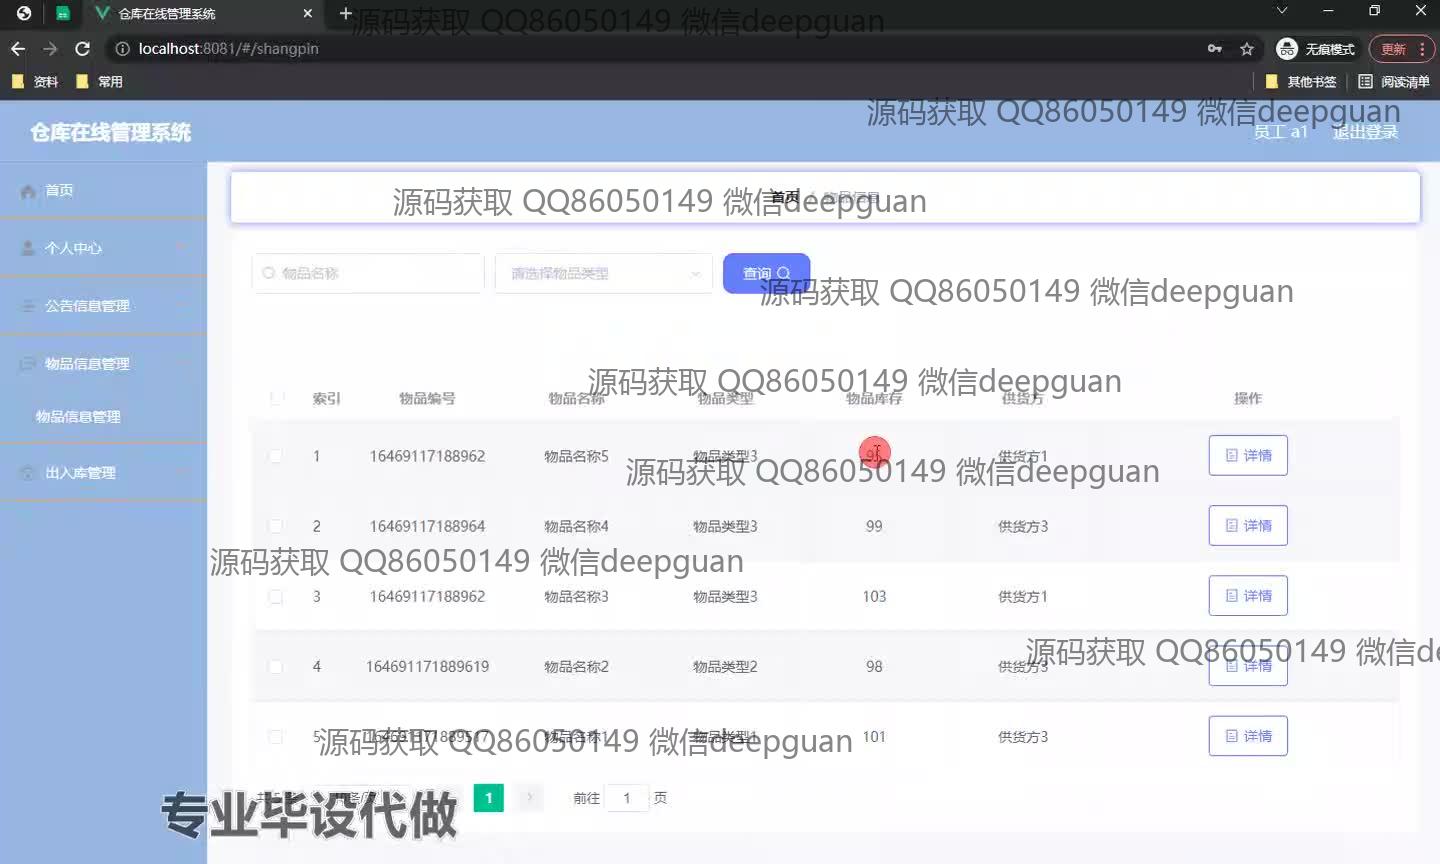 仓库在线管理系统
源码获取 QQ86050149 微信deepguan
localhost:8081/#/shangpin
无痕模式
更新
资料
常用
其他书签
阅读清单
源码获取 QQ86050149 微信deepguan
仓库在线管理系统
员工 a1
退出登录
首页
源码获取 QQ86050149 微信deepguan
首页
个人中心
物品名称
请选择物品类型
查询
源码获取 QQ86050149 微信deepguan
公告信息管理
物品信息管理
源码获取 QQ86050149 微信deepguan
索引 物品编号 物品名称 物品类型 物品库存 供货方 操作
物品信息管理
1 16469117188962 物品名称5 物品类型3 供货方1 详情
出入库管理
源码获取 QQ86050149 微信deepguan
2 16469117188964 物品名称4 物品类型3 99 供货方3 详情
源码获取 QQ86050149 微信deepguan
3 16469117188962 物品名称3 物品类型3 103 供货方1 详情
源码获取 QQ86050149 微信de
4 164691171889619 物品名称2 物品类型2 98 供货方3 详情
5 物品名称1 物品类型1 101 供货方3 详情
源码获取 QQ86050149 微信deepguan
1 前往 1 页
专业毕设代做